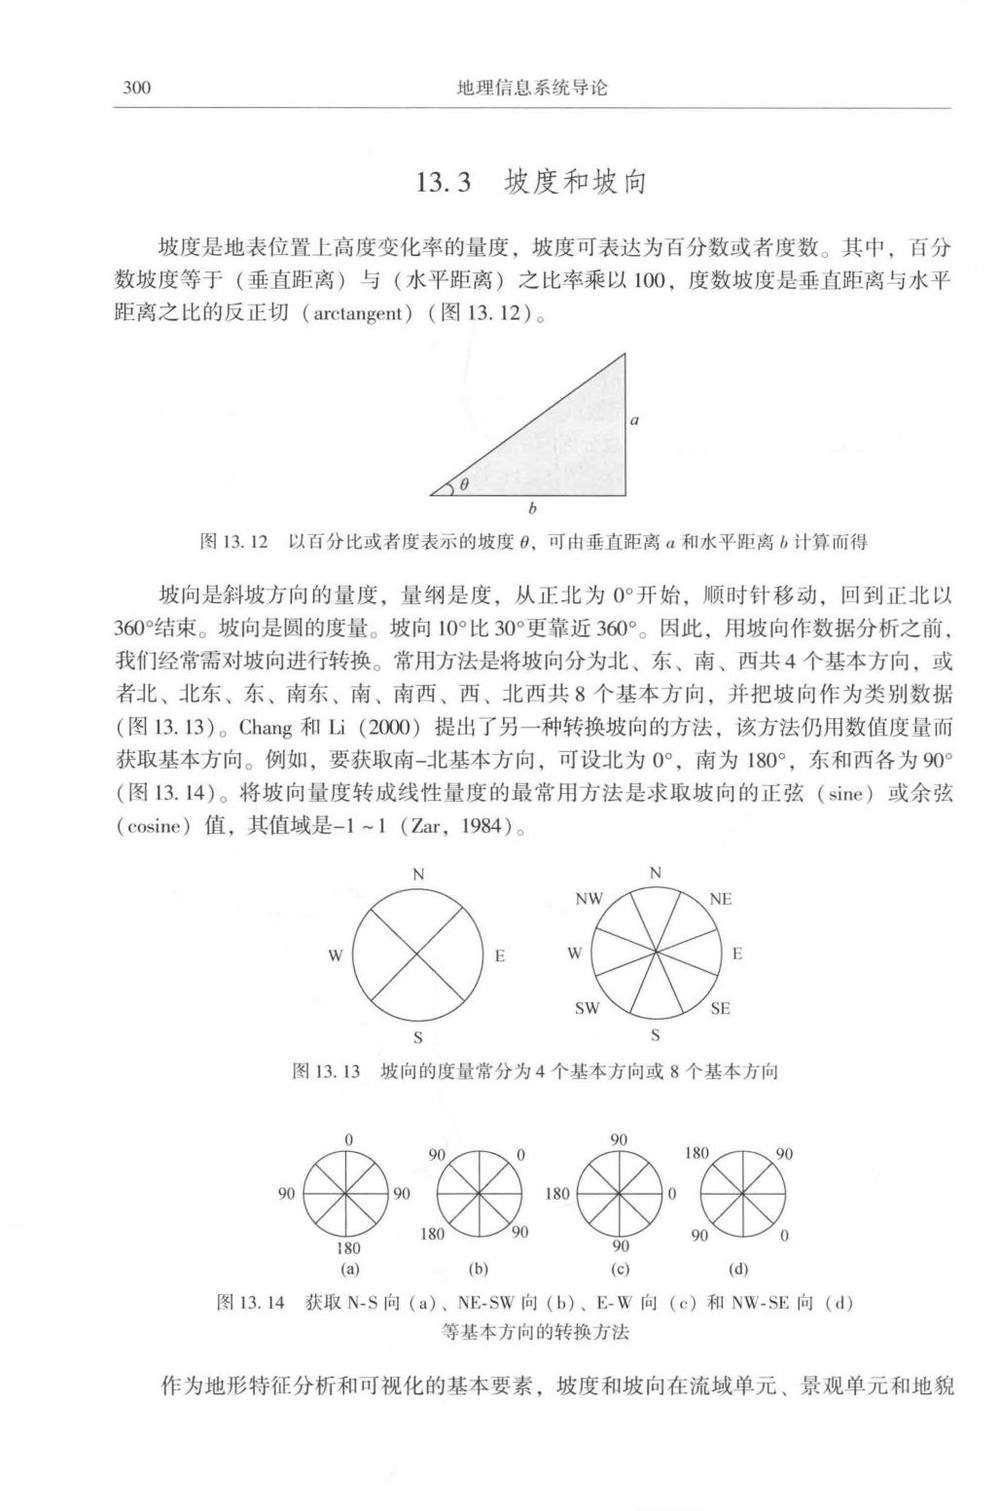 300
地理信息系统导论
13.3 坡度和坡向
坡度是地表位置上高度变化率的量度，坡度可表达为百分数或者度数。其中，百分
数坡度等于（垂直距离）与（水平距离）之比率乘以100，度数坡度是垂直距离与水平
距离之比的反正切（arctangent）（图13.12）。
a
θ
b
图13.12 以百分比或者度表示的坡度θ，可由垂直距离a和水平距离b计算而得
坡向是斜坡方向的量度，量纲是度，从正北为0°开始，顺时针移动，回到正北以
360°结束。坡向是圆的度量。坡向10°比30°更靠近360°。因此，用坡向作数据分析之前，
我们经常需对坡向进行转换。常用方法是将坡向分为北、东、南、西共4个基本方向，或
者北、北东、东、南东、南、南西、西、北西共8个基本方向，并把坡向作为类别数据
（图13.13）。Chang和Li（2000）提出了另一种转换坡向的方法，该方法仍用数值度量而
获取基本方向。例如，要获取南-北基本方向，可设北为0°，南为180°，东和西各为90°
（图13.14）。将坡向量度转成线性量度的最常用方法是求取坡向的正弦（sine）或余弦
（cosine）值，其值域是-1~1（Zar，1984）。
N
W E
S
N
NW NE
W E
SW SE
S
图13.13 坡向的度量常分为4个基本方向或8个基本方向
0
90 90
180
(a)
90 0
180 90
(b)
90
180 0
90
(c)
180 90
90 0
(d)
图13.14 获取N-S向(a)、NE-SW向(b)、E-W向(c)和NW-SE向(d)
等基本方向的转换方法
作为地形特征分析和可视化的基本要素，坡度和坡向在流域单元、景观单元和地貌